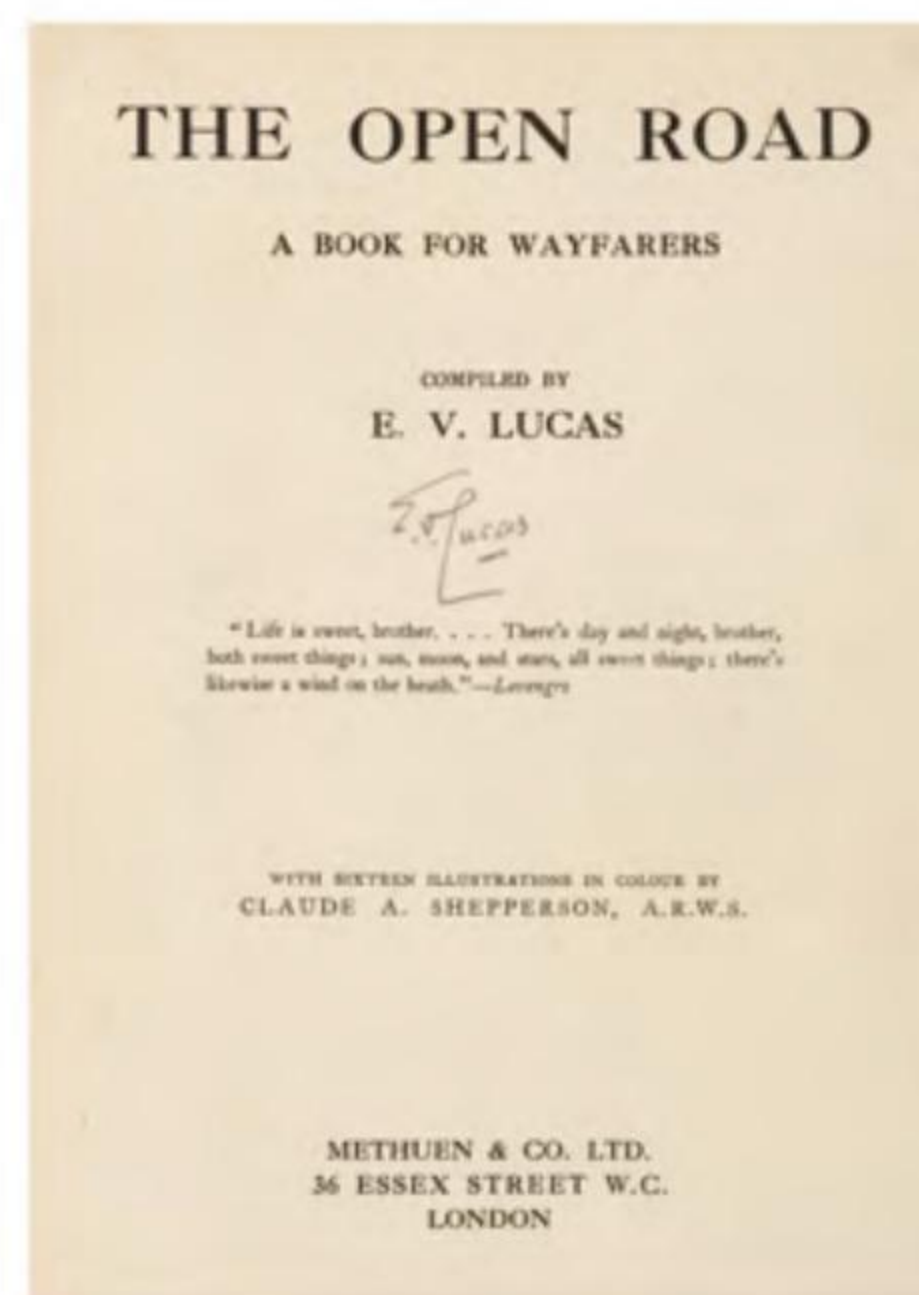 THE OPEN ROAD
A BOOK FOR WAYFARERS
COMPILED BY
E. V. LUCAS
E.V. Lucas
"Life is sweet, brother. . . . There's day and night, brother,
both sweet things; sun, moon, and stars, all sweet things; there's
likewise a wind on the heath."—Lavengro
WITH SIXTEEN ILLUSTRATIONS IN COLOUR BY
CLAUDE A. SHEPPERSON, A.R.W.S.
METHUEN & CO. LTD.
36 ESSEX STREET W.C.
LONDON